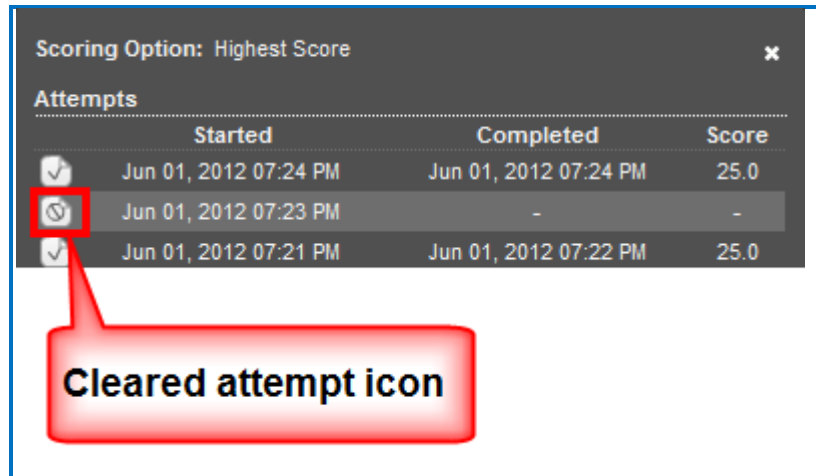 Scoring Option: Highest Score
Attempts
Started Completed Score
Jun 01, 2012 07:24 PM Jun 01, 2012 07:24 PM 25.0
Jun 01, 2012 07:23 PM - -
Jun 01, 2012 07:21 PM Jun 01, 2012 07:22 PM 25.0
Cleared attempt icon